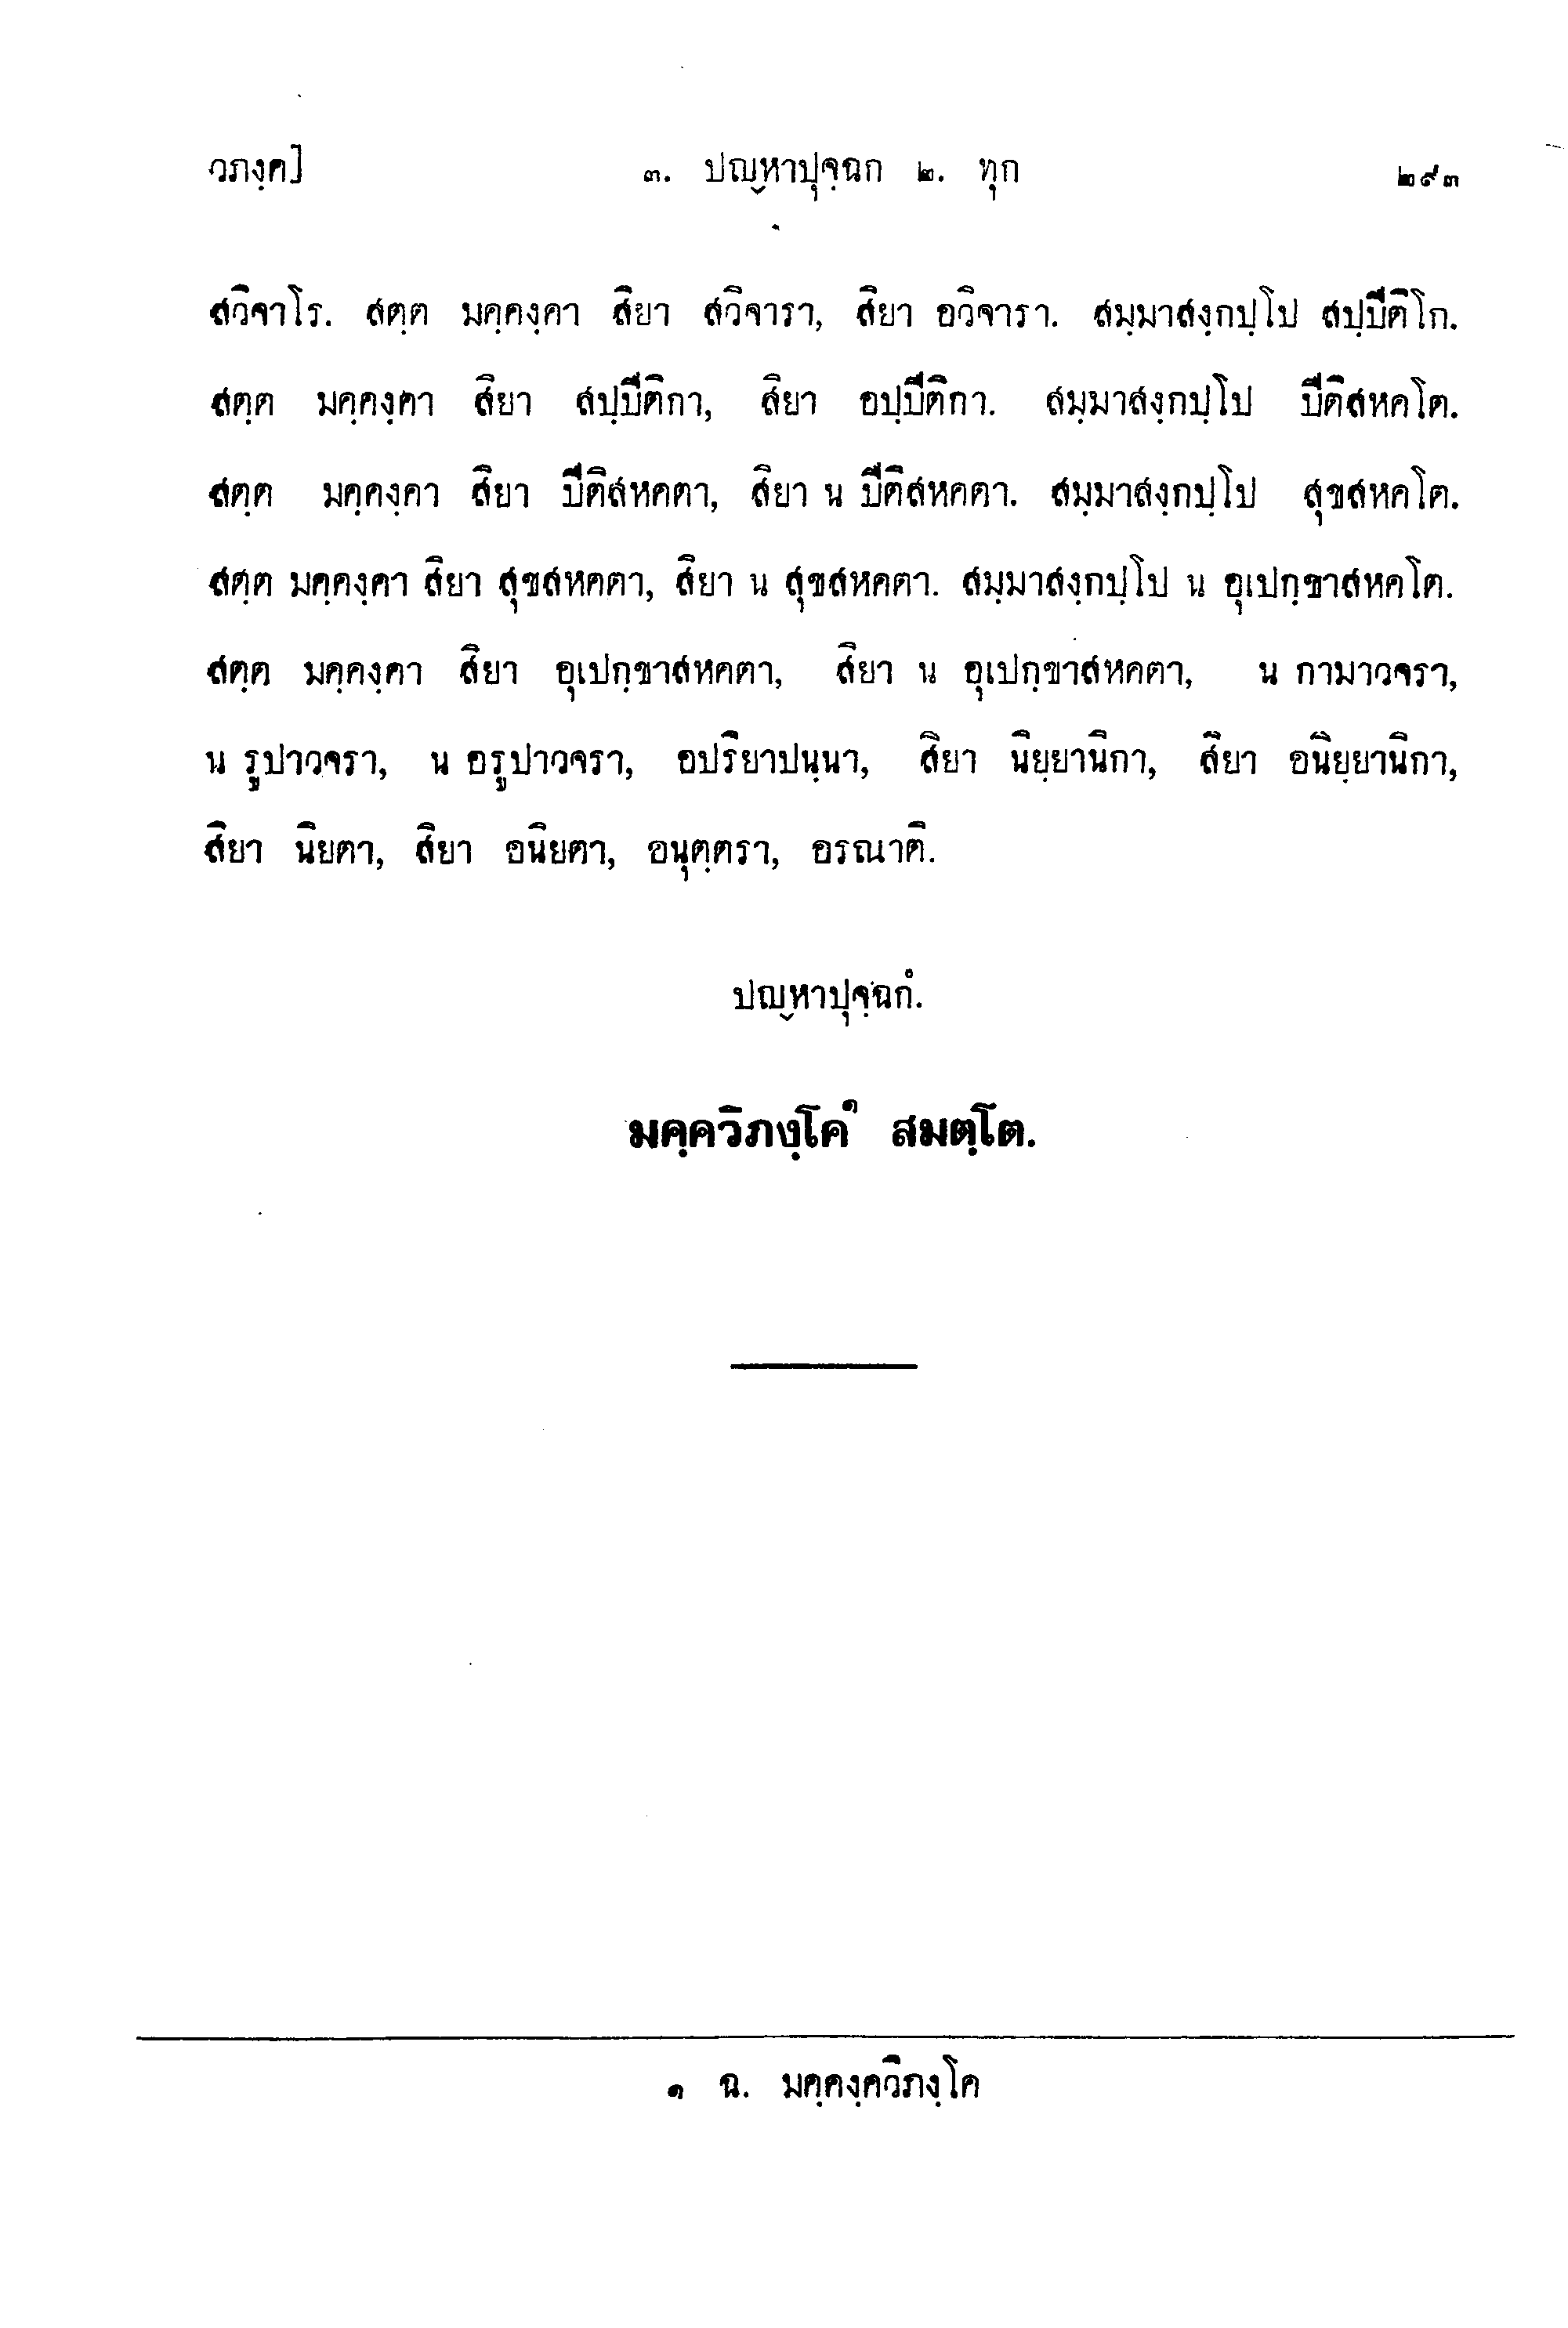 วภงฺค]
๓. ปญฺหาปุจฺฉก ๒. ทุก
๒๙๓
สวิจาโร. สตฺต มคฺคงฺคา สิยา สวิจารา, สิยา อวิจารา. สมฺมาสงฺกปฺโป สปฺปีติโก.
สตฺต มคฺคงฺคา สิยา สปฺปีติกา, สิยา อปฺปีติกา. สมฺมาสงฺกปฺโป ปีติสหคโต.
สตฺต มคฺคงฺคา สิยา ปีติสหคตา, สิยา น ปีติสหคตา. สมฺมาสงฺกปฺโป สุขสหคโต.
สตฺต มคฺคงฺคา สิยา สุขสหคตา, สิยา น สุขสหคตา. สมฺมาสงฺกปฺโป น อุเปกฺขาสหคโต.
สตฺต มคฺคงฺคา สิยา อุเปกฺขาสหคตา, สิยา น อุเปกฺขาสหคตา, น กามาวจรา,
น รูปาวจรา, น อรูปาวจรา, อปริยาปนฺนา, สิยา นิยฺยานิกา, สิยา อนิยฺยานิกา,
สิยา นิยตา, สิยา อนิยตา, อนุตฺตรา, อรณาติ.
ปญฺหาปุจฺฉกํ.
มคฺควิภงฺโค๑ สมตฺโต.
๑ ฉ. มคฺคงฺควิภงฺโค